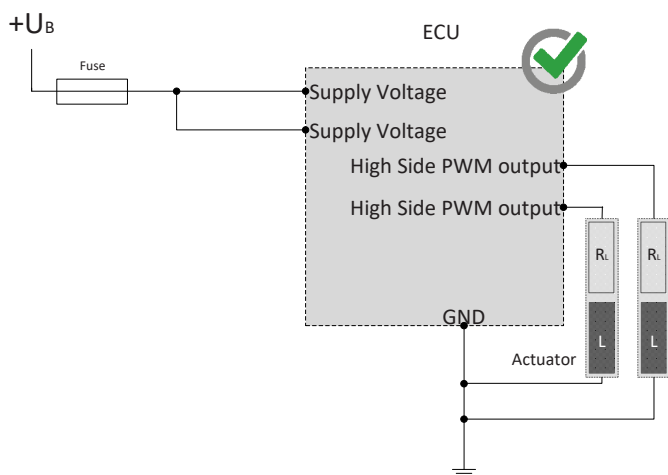 +UB
ECU
Fuse
Supply Voltage
Supply Voltage
High Side PWM output
High Side PWM output
RL
RL
GND
L
L
Actuator